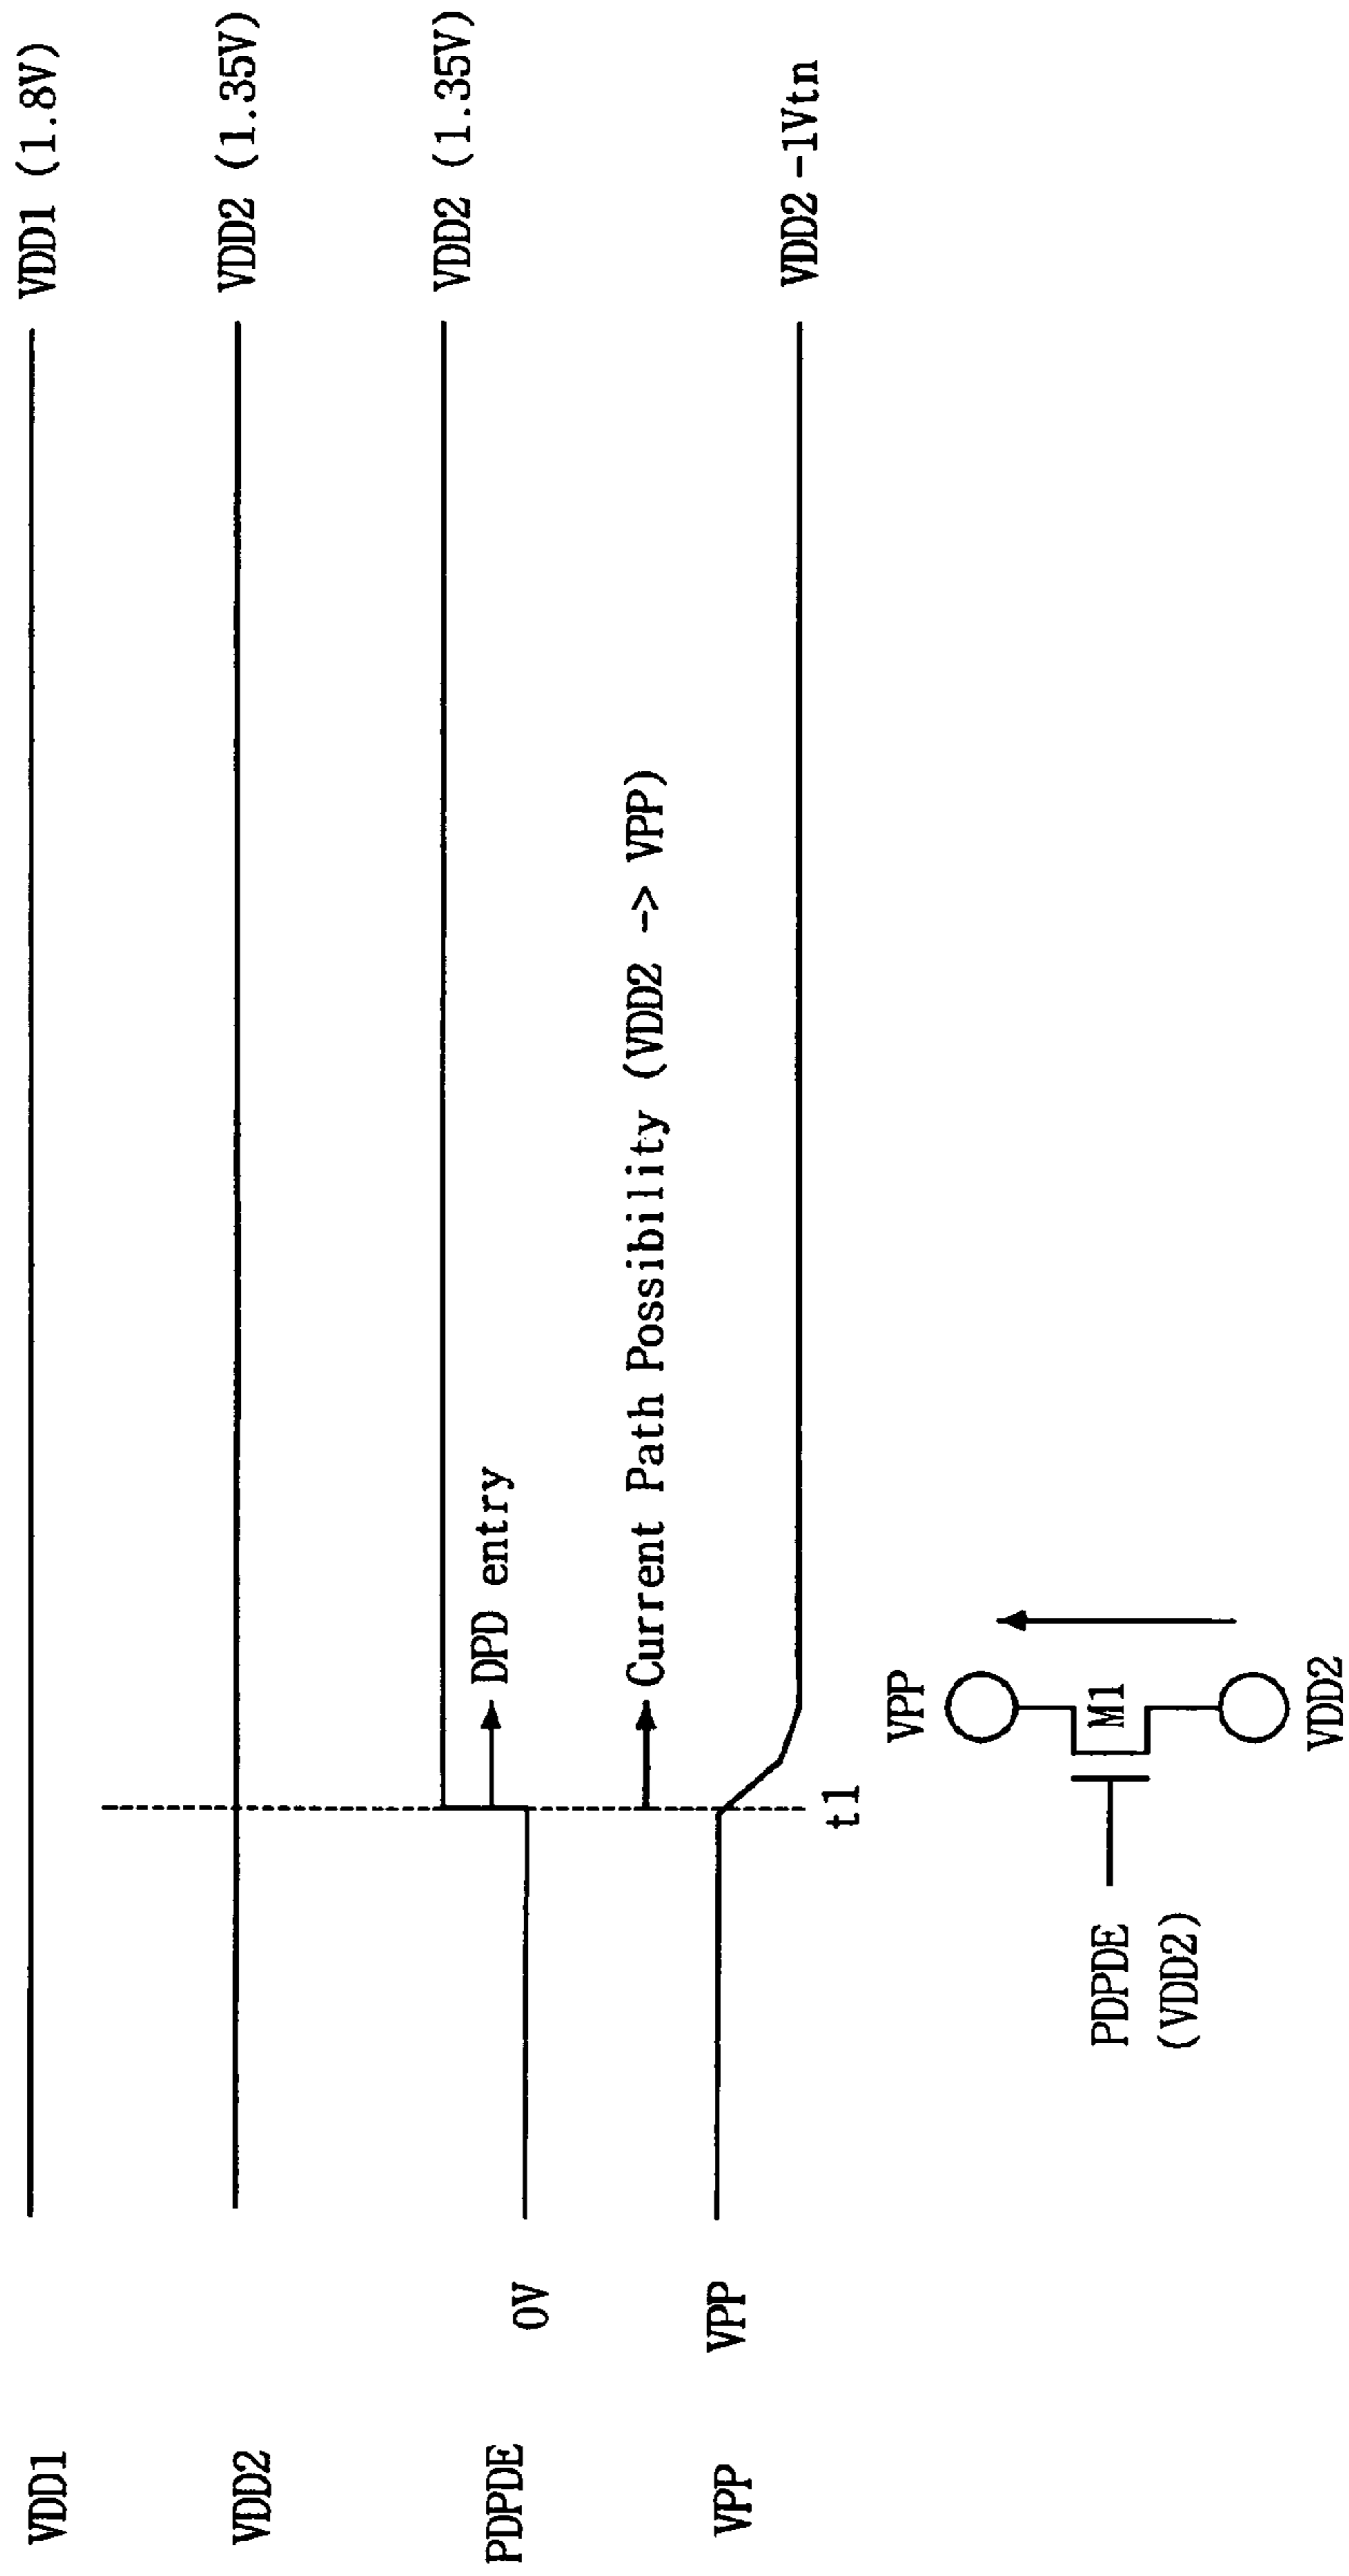 VDD1
VDD1 (1.8V)
VDD2
VDD2 (1.35V)
PDPDE
0V
VDD2 (1.35V)
DPD entry
Current Path Possibility (VDD2 -> VPP)
VPP
VPP
VDD2-1Vtn
t1
VPP
M1
PDPDE
(VDD2)
VDD2